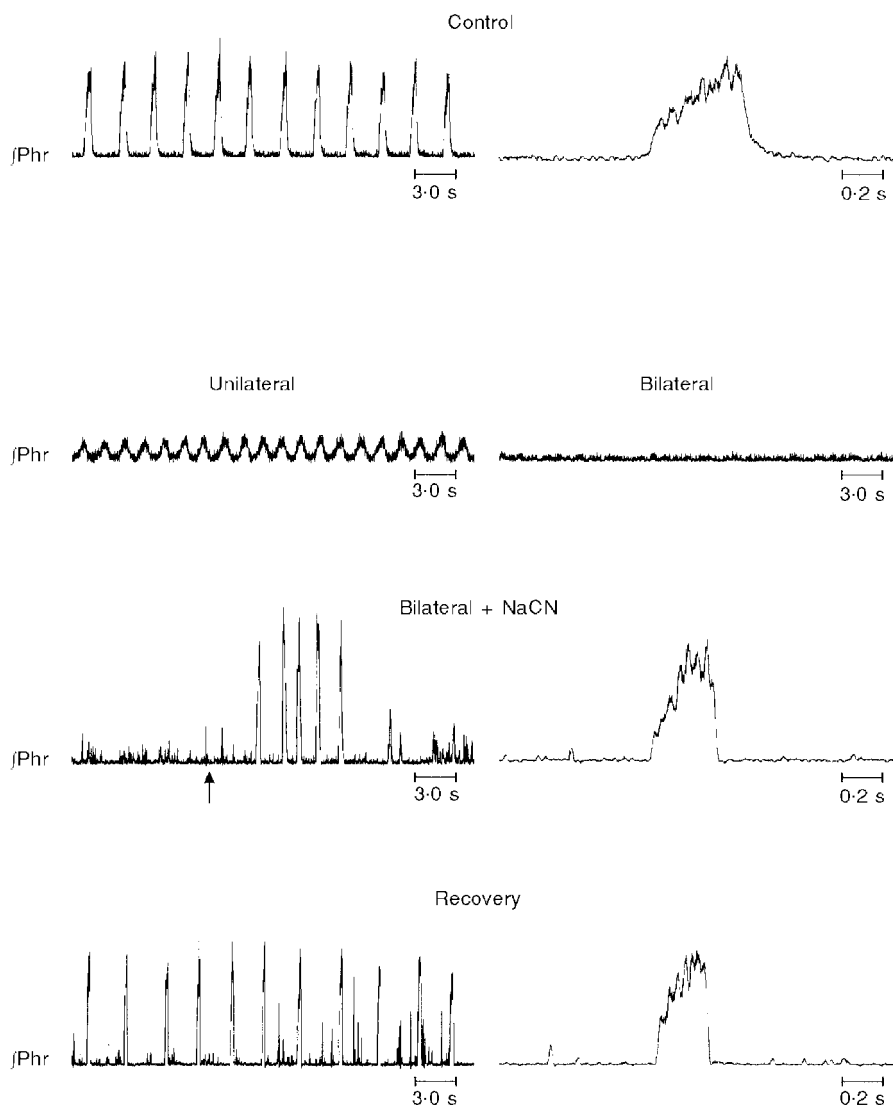 Control
∫Phr
3·0 s
0·2 s
Unilateral
Bilateral
∫Phr
3·0 s
3·0 s
Bilateral + NaCN
∫Phr
3·0 s
0·2 s
Recovery
∫Phr
3·0 s
0·2 s